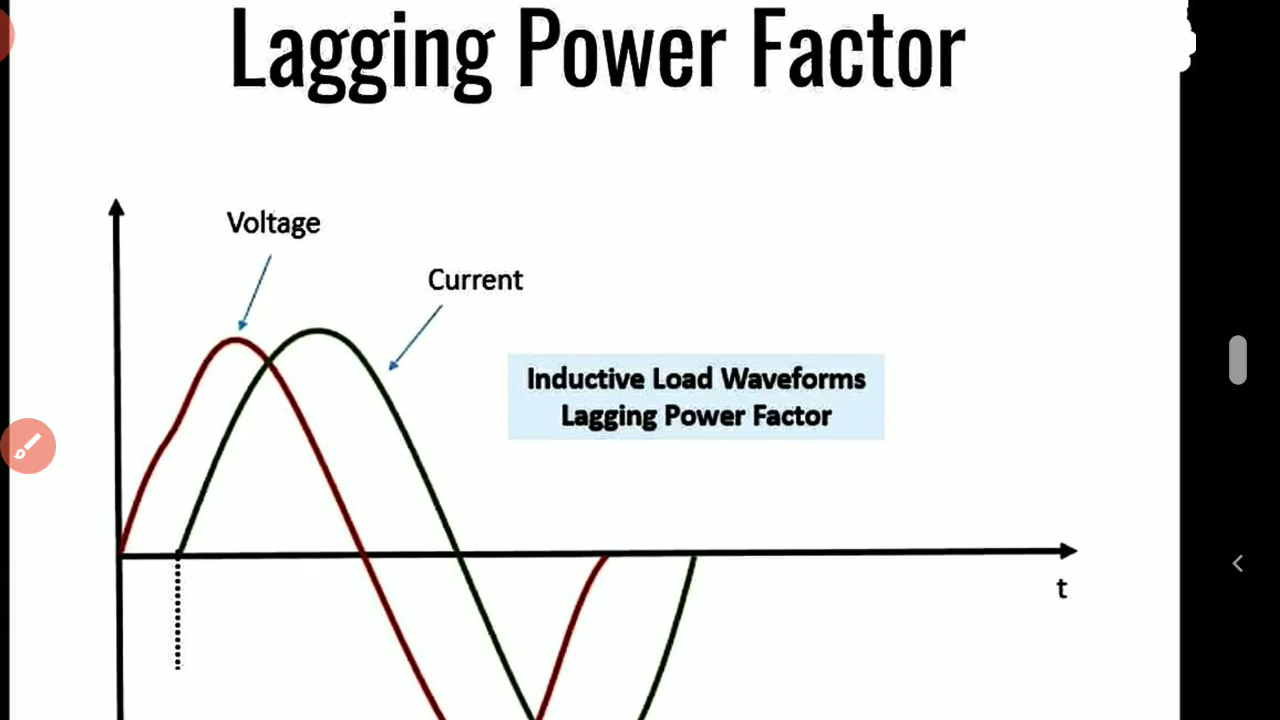 Lagging Power Factor
Voltage
Current
Inductive Load Waveforms
Lagging Power Factor
t